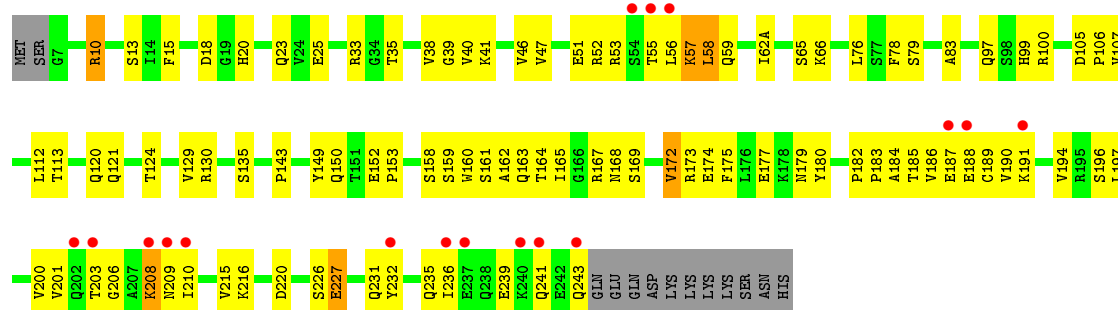 MET SER G7 R10 S13 I14 F15 D18 G19 H20 Q23 V24 E25 R33 G34 T35 V38 G39 V40 K41 V46 V47 E51 R52 R53 S54 T55 L56 K57 L58 Q59 I62A S65 K66 L76 S77 F78 S79 A83 Q97 S98 H99 R100 D105 P106 V107
L112 T113 Q120 Q121 T124 V129 R130 S135 P143 Y149 Q150 T151 E152 P153 S158 S159 W160 S161 A162 Q163 T164 I165 G166 R167 N168 S169 V172 R173 E174 F175 L176 E177 K178 N179 Y180 P182 P183 A184 T185 V186 E187 E188 C189 V190 K191 V194 R195 S196 L197
V200 V201 Q202 T203 G206 A207 K208 N209 I210 V215 K216 D220 S226 E227 Q231 Y232 Q235 I236 E237 Q238 E239 K240 Q241 E242 Q243 GLN GLU GLN ASP LYS LYS LYS LYS SER ASN HIS